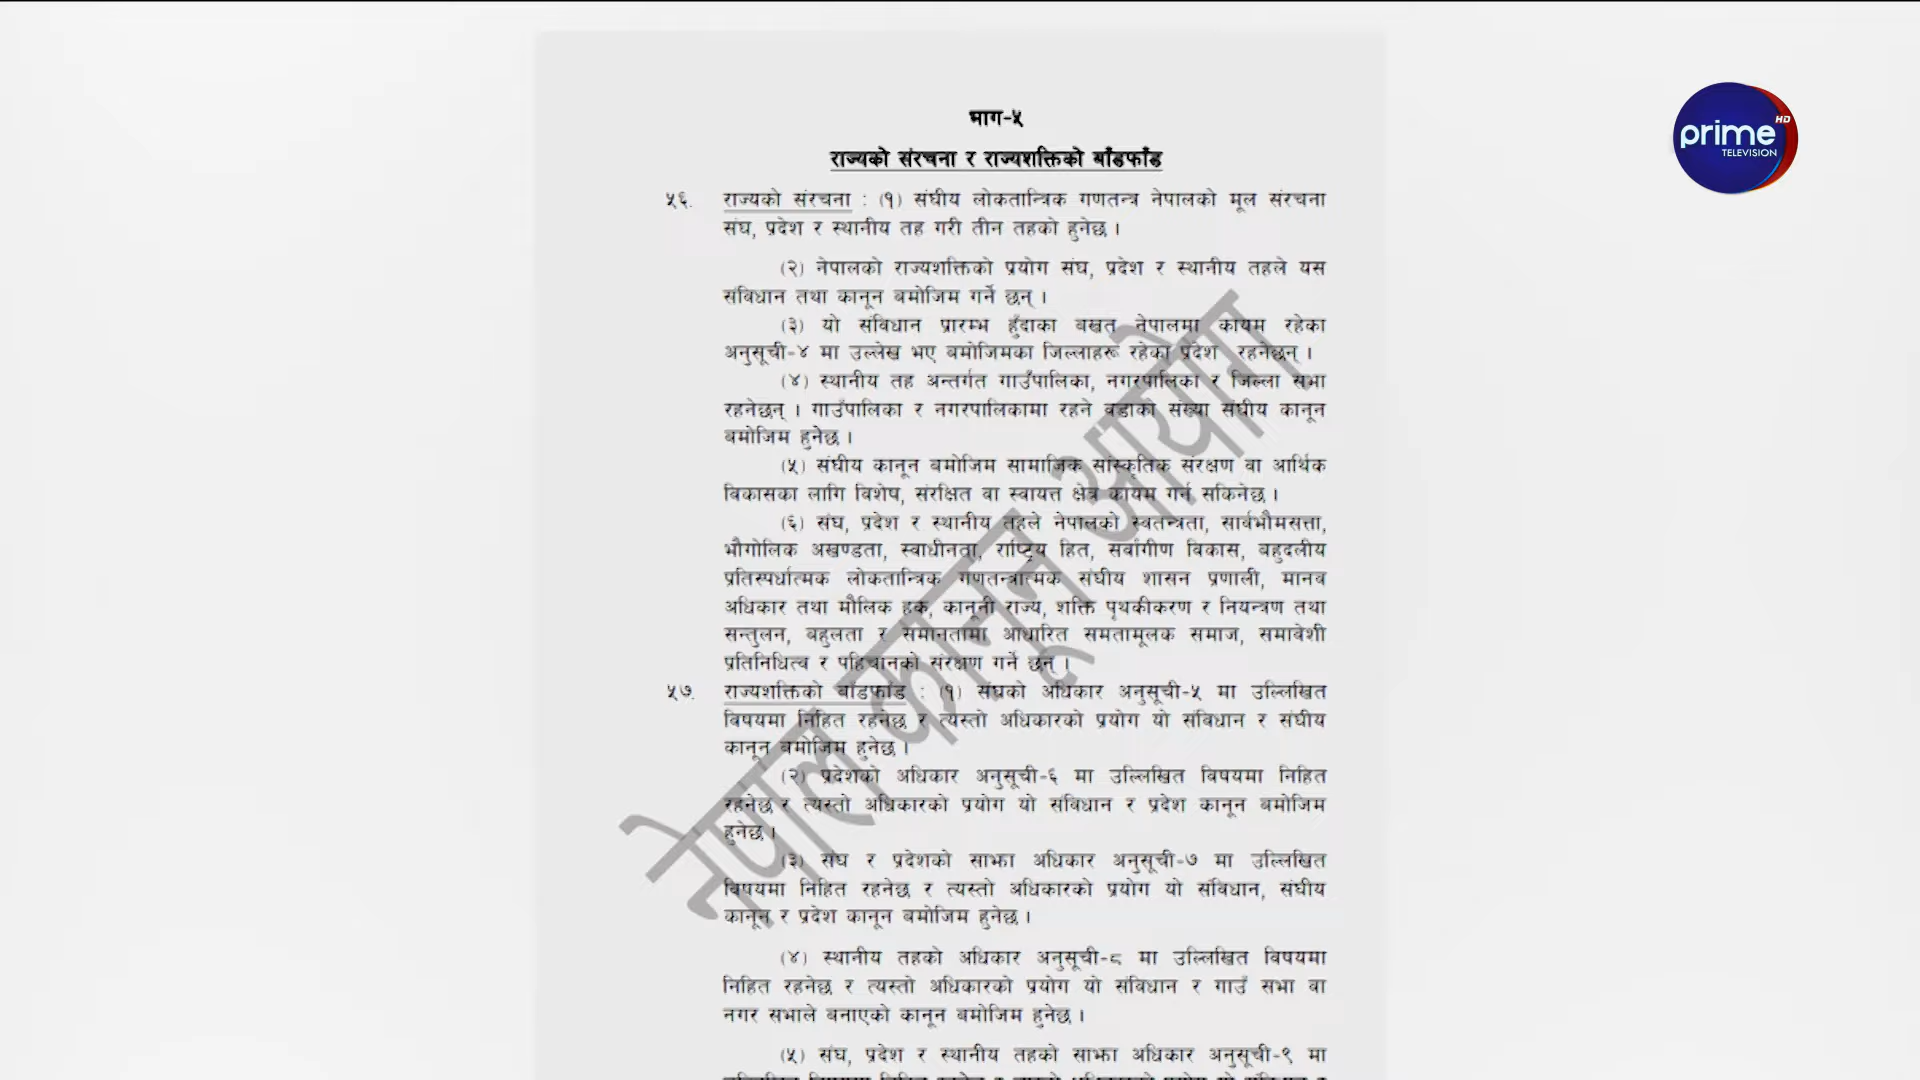 भाग-५
राज्यको संरचना र राज्यशक्तिको बाँडफाँड
५६. राज्यको संरचना : (१) संघीय लोकतान्त्रिक गणतन्त्र नेपालको मूल संरचना
संघ, प्रदेश र स्थानीय तह गरी तीन तहको हुनेछ ।
(२) नेपालको राज्यशक्तिको प्रयोग संघ, प्रदेश र स्थानीय तहले यस
संविधान तथा कानून बमोजिम गर्ने छन् ।
(३) यो संविधान प्रारम्भ हुँदाका बखत नेपालमा कायम रहेका
अनुसूची-४ मा उल्लेख भए बमोजिमका जिल्लाहरू रहेका प्रदेश रहनेछन् ।
(४) स्थानीय तह अन्तर्गत गाउँपालिका, नगरपालिका र जिल्ला सभा
रहनेछन् । गाउँपालिका र नगरपालिकामा रहने वडाको संख्या संघीय कानून
बमोजिम हुनेछ ।
(५) संघीय कानून बमोजिम सामाजिक सांस्कृतिक संरक्षण वा आर्थिक
विकासका लागि विशेष, संरक्षित वा स्वायत्त क्षेत्र कायम गर्न सकिनेछ ।
(६) संघ, प्रदेश र स्थानीय तहले नेपालको स्वतन्त्रता, सार्वभौमसत्ता,
भौगोलिक अखण्डता, स्वाधीनता, राष्ट्रिय हित, सर्वांगीण विकास, बहुदलीय
प्रतिस्पर्धात्मक लोकतान्त्रिक गणतन्त्रात्मक संघीय शासन प्रणाली, मानव
अधिकार तथा मौलिक हक, कानूनी राज्य, शक्ति पृथकीकरण र नियन्त्रण तथा
सन्तुलन, बहुलता र समानतामा आधारित समतामूलक समाज, समावेशी
प्रतिनिधित्व र पहिचानको संरक्षण गर्ने छन् ।
५७. राज्यशक्तिको बाँडफाँड : (१) संघको अधिकार अनुसूची-५ मा उल्लिखित
विषयमा निहित रहनेछ र त्यस्तो अधिकारको प्रयोग यो संविधान र संघीय
कानून बमोजिम हुनेछ ।
(२) प्रदेशको अधिकार अनुसूची-६ मा उल्लिखित विषयमा निहित
रहनेछ र त्यस्तो अधिकारको प्रयोग यो संविधान र प्रदेश कानून बमोजिम
हुनेछ ।
(३) संघ र प्रदेशको साझा अधिकार अनुसूची-७ मा उल्लिखित
विषयमा निहित रहनेछ र त्यस्तो अधिकारको प्रयोग यो संविधान, संघीय
कानून र प्रदेश कानून बमोजिम हुनेछ ।
(४) स्थानीय तहको अधिकार अनुसूची-८ मा उल्लिखित विषयमा
निहित रहनेछ र त्यस्तो अधिकारको प्रयोग यो संविधान र गाउँ सभा वा
नगर सभाले बनाएको कानून बमोजिम हुनेछ ।
(५) संघ, प्रदेश र स्थानीय तहको साझा अधिकार अनुसूची-९ मा
नेपाल कानून आयोग
prime HD
TELEVISION